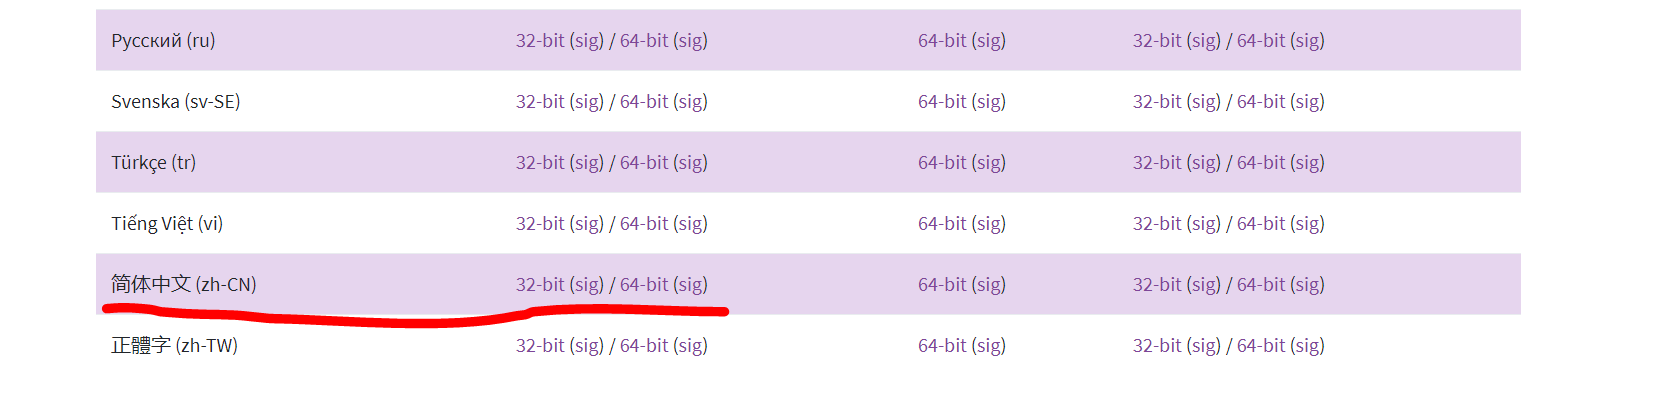 Русский (ru) 32-bit (sig) / 64-bit (sig) 64-bit (sig) 32-bit (sig) / 64-bit (sig)
Svenska (sv-SE) 32-bit (sig) / 64-bit (sig) 64-bit (sig) 32-bit (sig) / 64-bit (sig)
Türkçe (tr) 32-bit (sig) / 64-bit (sig) 64-bit (sig) 32-bit (sig) / 64-bit (sig)
Tiếng Việt (vi) 32-bit (sig) / 64-bit (sig) 64-bit (sig) 32-bit (sig) / 64-bit (sig)
简体中文 (zh-CN) 32-bit (sig) / 64-bit (sig) 64-bit (sig) 32-bit (sig) / 64-bit (sig)
正體字 (zh-TW) 32-bit (sig) / 64-bit (sig) 64-bit (sig) 32-bit (sig) / 64-bit (sig)